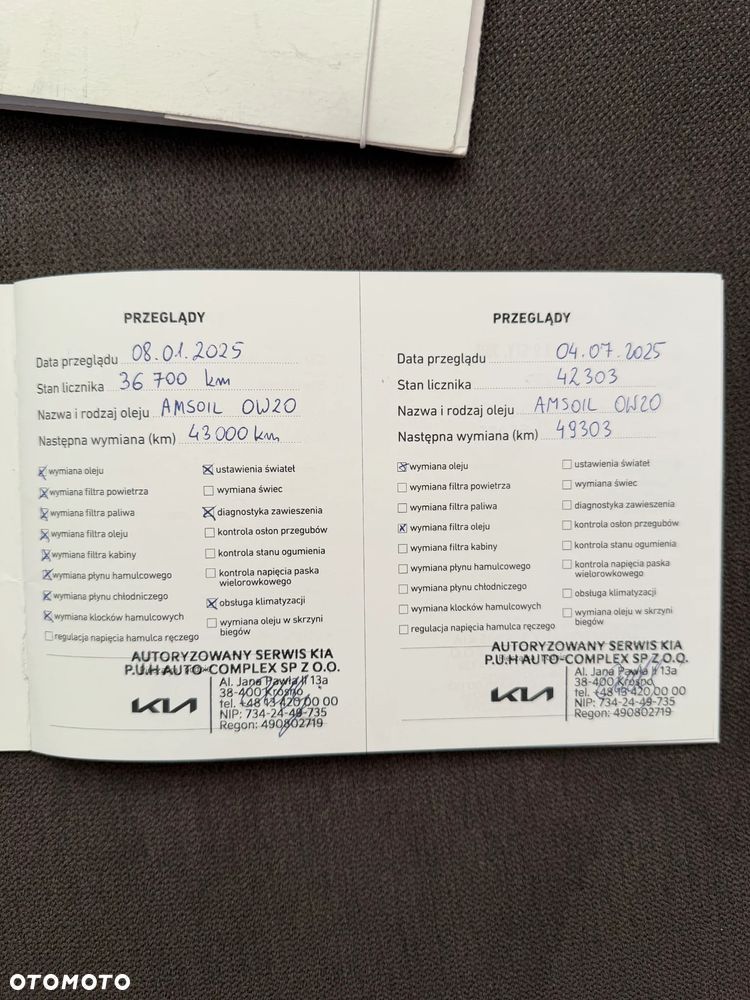 PRZEGLĄDY
Data przeglądu 08.01.2025
Stan licznika 36 700 km
Nazwa i rodzaj oleju AMSOIL 0W20
Następna wymiana (km) 43 000 km
wymiana oleju
wymiana filtra powietrza
wymiana filtra paliwa
wymiana filtra oleju
wymiana filtra kabiny
wymiana płynu hamulcowego
wymiana płynu chłodniczego
wymiana klocków hamulcowych
regulacja napięcia hamulca ręczego
ustawienia świateł
wymiana świec
diagnostyka zawieszenia
kontrola osłon przegubów
kontrola stanu ogumienia
kontrola napięcia paska
wielorowkowego
obsługa klimatyzacji
wymiana oleju w skrzyni
biegów
AUTORYZOWANY SERWIS KIA
P.U.H AUTO-COMPLEX SP Z O.O.
KIA
Al. Jana Pawła II 13a
38-400 Krosno
tel. +48 13 420 00 00
NIP: 734-24-49-735
Regon: 490802719
PRZEGLĄDY
Data przeglądu 04.07.2025
Stan licznika 42303
Nazwa i rodzaj oleju AMSOIL 0W20
Następna wymiana (km) 49303
wymiana oleju
wymiana filtra powietrza
wymiana filtra paliwa
wymiana filtra oleju
wymiana filtra kabiny
wymiana płynu hamulcowego
wymiana płynu chłodniczego
wymiana klocków hamulcowych
regulacja napięcia hamulca ręczego
ustawienia świateł
wymiana świec
diagnostyka zawieszenia
kontrola osłon przegubów
kontrola stanu ogumienia
kontrola napięcia paska
wielorowkowego
obsługa klimatyzacji
wymiana oleju w skrzyni
biegów
AUTORYZOWANY SERWIS KIA
P.U.H AUTO-COMPLEX SP Z O.O.
KIA
Al. Jana Pawła II 13a
38-400 Krosno
tel. +48 13 420 00 00
NIP: 734-24-49-735
Regon: 490802719
OTOMOTO